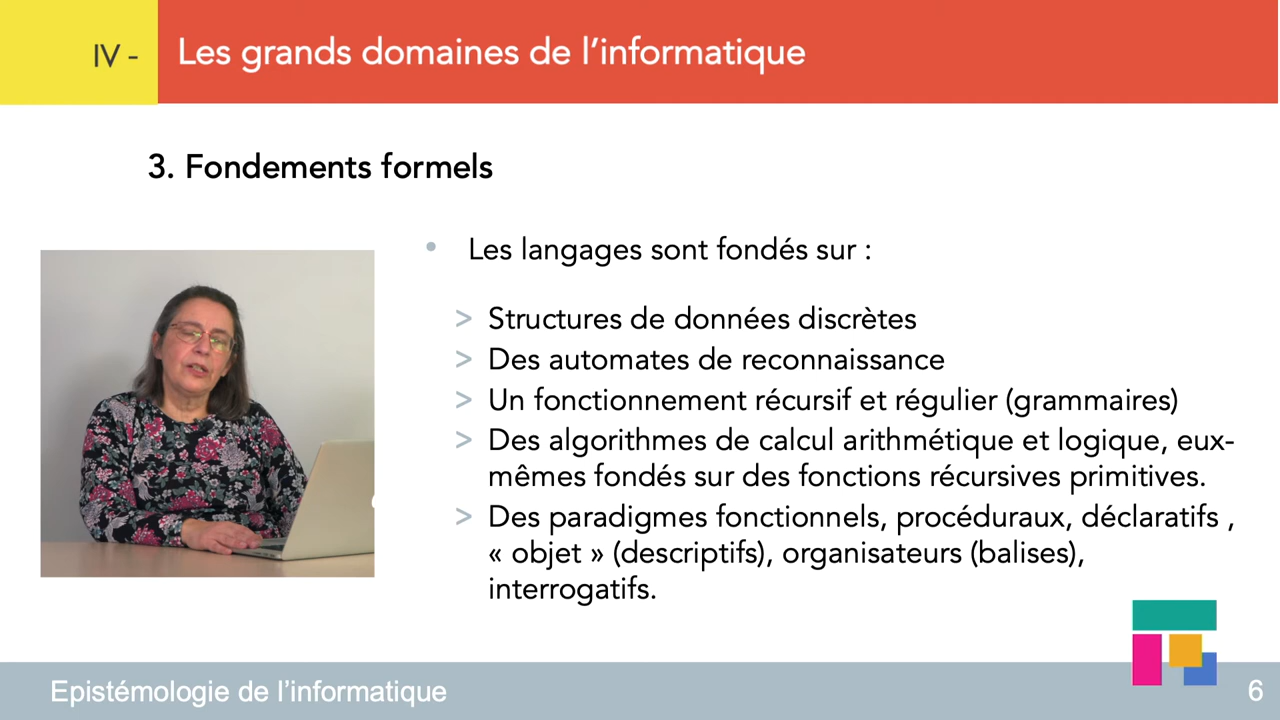 IV - Les grands domaines de l’informatique
3. Fondements formels
• Les langages sont fondés sur :
> Structures de données discrètes
> Des automates de reconnaissance
> Un fonctionnement récursif et régulier (grammaires)
> Des algorithmes de calcul arithmétique et logique, eux-
mêmes fondés sur des fonctions récursives primitives.
> Des paradigmes fonctionnels, procéduraux, déclaratifs ,
« objet » (descriptifs), organisateurs (balises),
interrogatifs.
Epistémologie de l’informatique
6